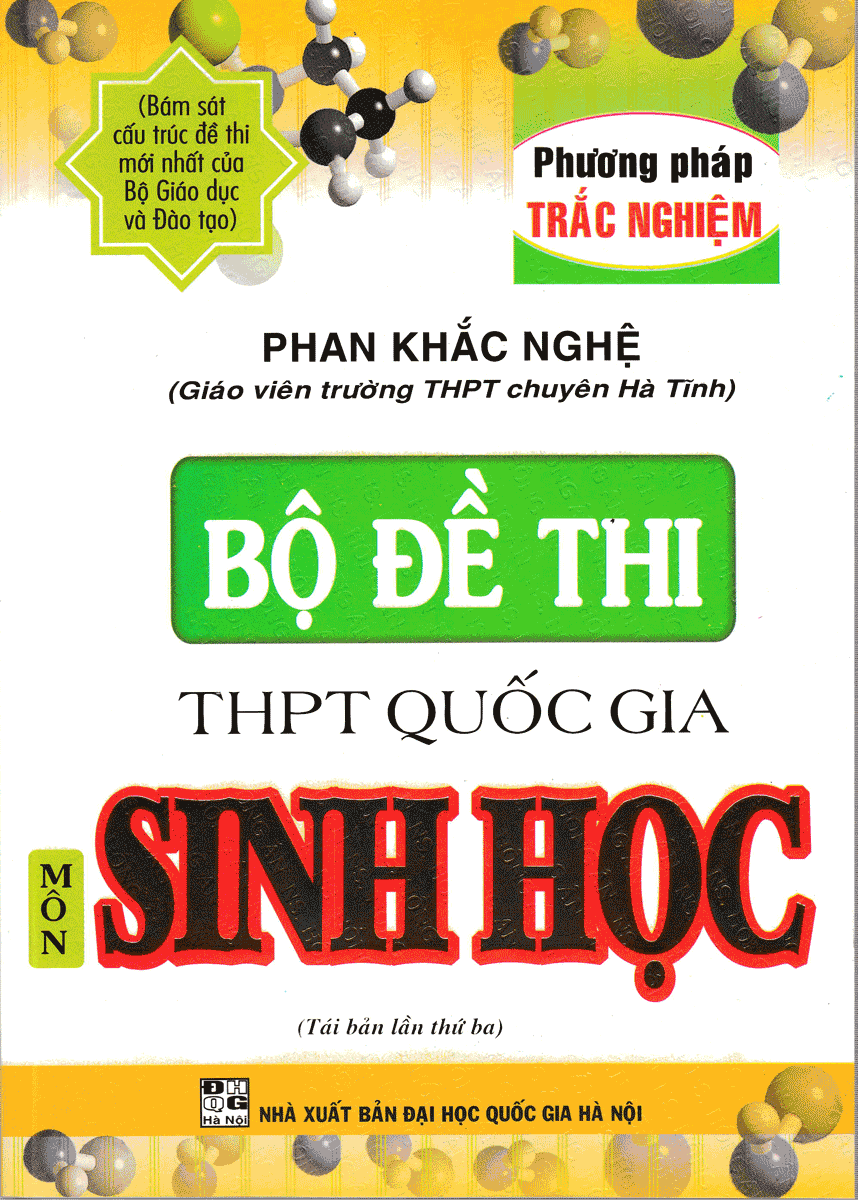 (Bám sát
cấu trúc đề thi
mới nhất của
Bộ Giáo dục
và Đào tạo)
Phương pháp
TRẮC NGHIỆM
PHAN KHẮC NGHỆ
(Giáo viên trường THPT chuyên Hà Tĩnh)
BỘ ĐỀ THI
THPT QUỐC GIA
MÔN
SINH HỌC
(Tái bản lần thứ ba)
ĐH
QG
Hà Nội
NHÀ XUẤT BẢN ĐẠI HỌC QUỐC GIA HÀ NỘI